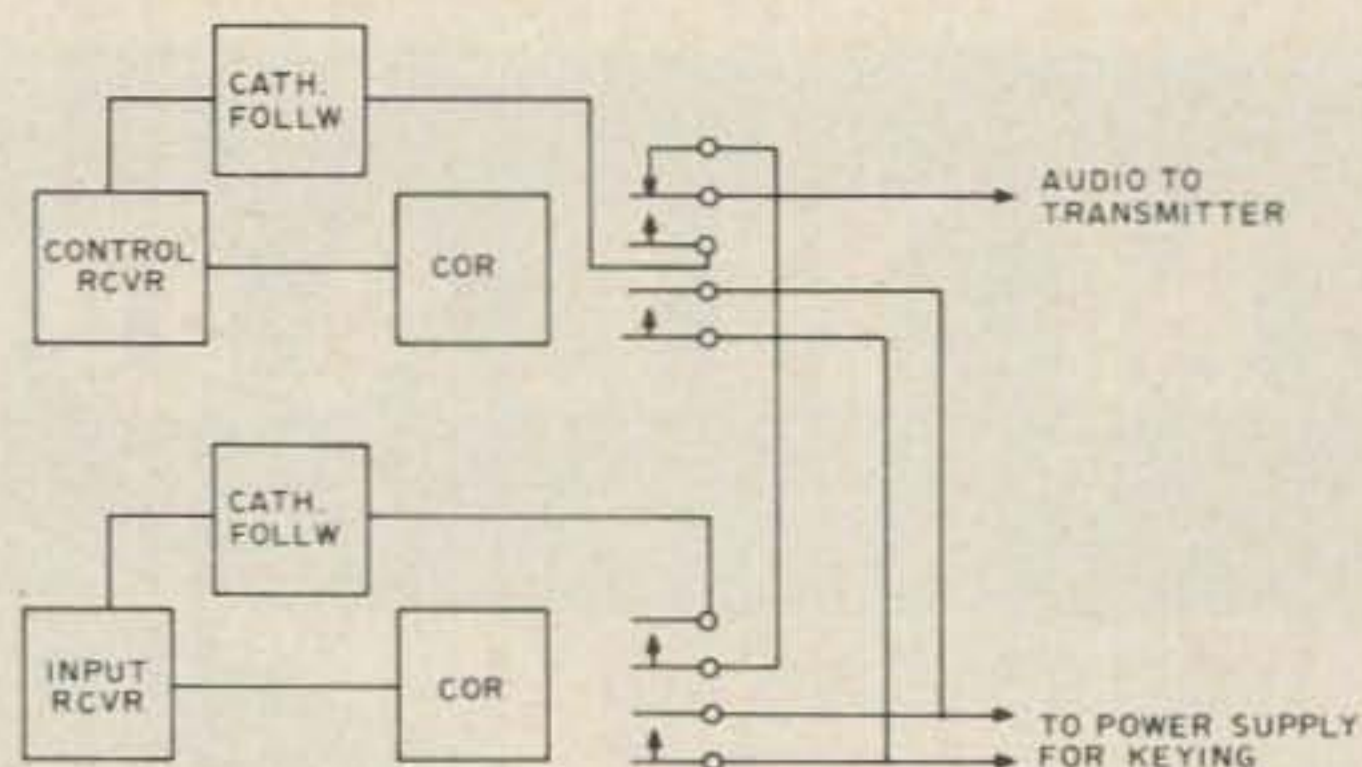 CATH.
FOLLW
CONTROL
RCVR
COR
AUDIO TO
TRANSMITTER
CATH.
FOLLW
INPUT
RCVR
COR
TO POWER SUPPLY
FOR KEYING